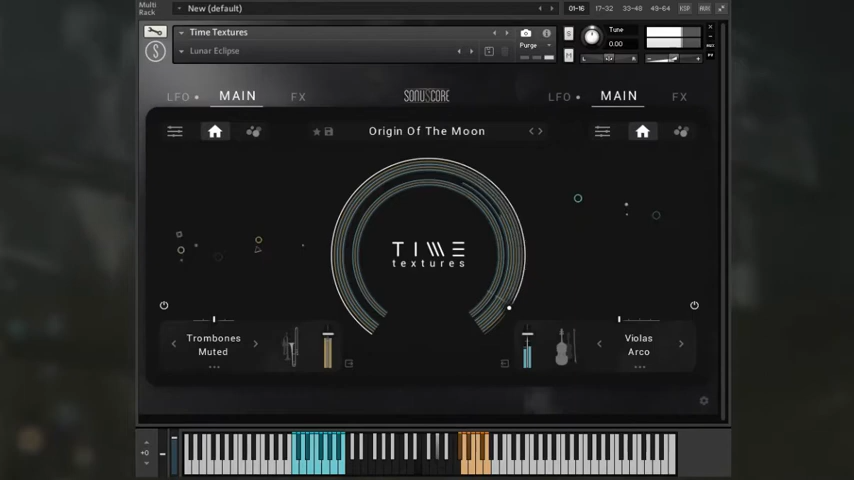 Multi
Rack
New (default)
01-16
17-32
33-48
49-64
KSP
AUX
Time Textures
Purge
Tune
0.00
Lunar Eclipse
L
R
S
M
LFO
MAIN
FX
SONUSCORE
LFO
MAIN
FX
Origin Of The Moon
TIME
textures
Trombones
Muted
Violas
Arco
+0